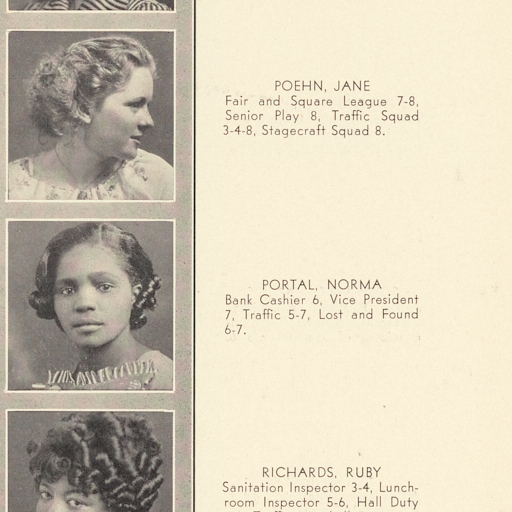 POEHN, JANE
Fair and Square League 7-8,
Senior Play 8, Traffic Squad
3-4-8, Stagecraft Squad 8.
PORTAL, NORMA
Bank Cashier 6, Vice President
7, Traffic 5-7, Lost and Found
6-7.
RICHARDS, RUBY
Sanitation Inspector 3-4, Lunch-
room Inspector 5-6, Hall Duty